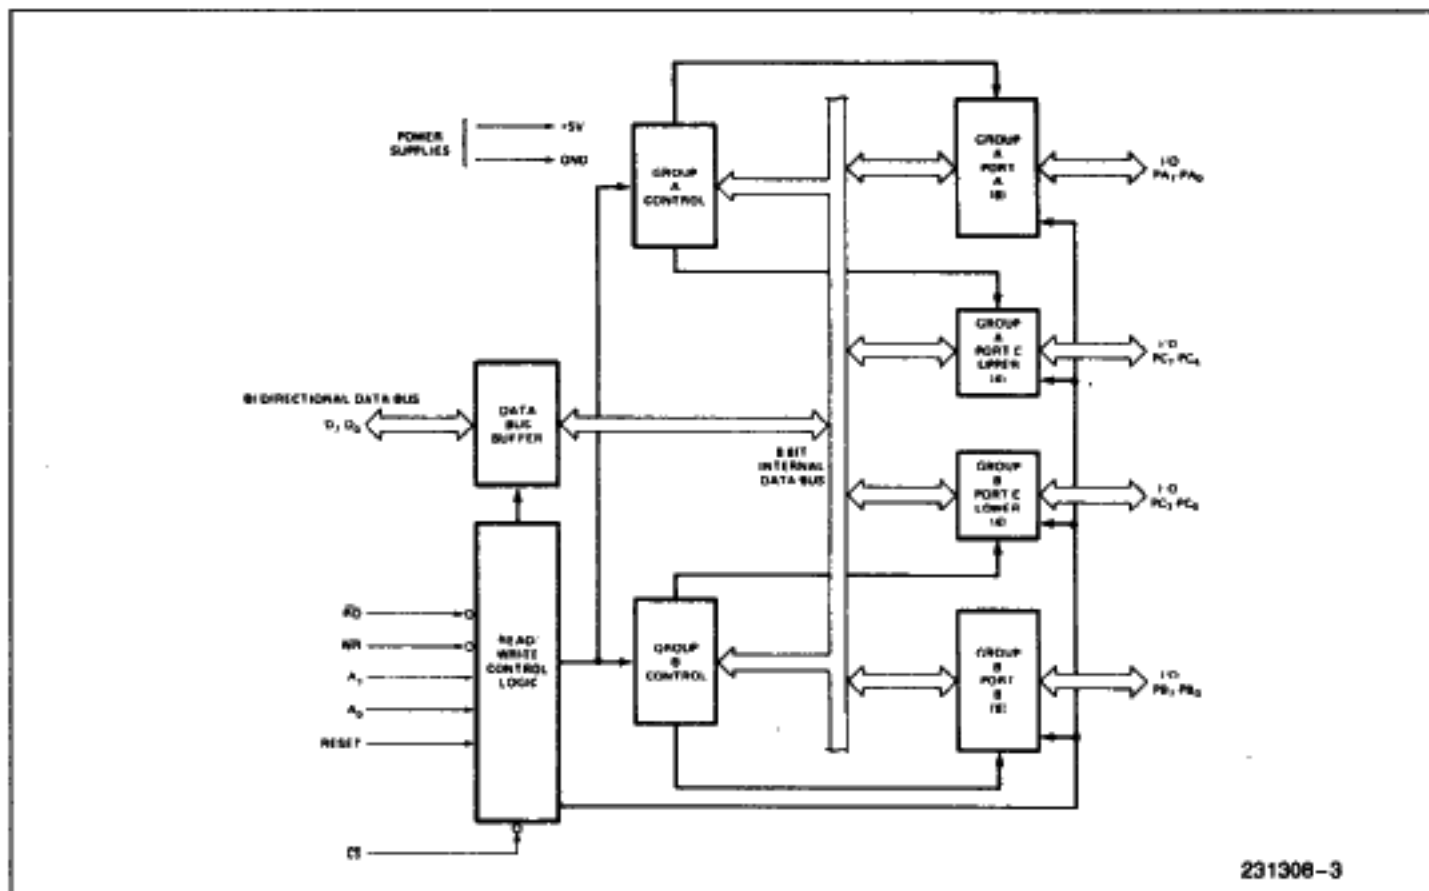 POWER
SUPPLIES
+5V
GND
GROUP
A
CONTROL
GROUP
A
PORT
A
(8)
I/O
PA7-PA0
GROUP
A
PORT C
UPPER
(4)
I/O
PC7-PC4
BI-DIRECTIONAL DATA BUS
D7-D0
DATA
BUS
BUFFER
8 BIT
INTERNAL
DATA-BUS
GROUP
B
PORT C
LOWER
(4)
I/O
PC3-PC0
RD
WR
A1
A0
RESET
CS
READ/
WRITE
CONTROL
LOGIC
GROUP
B
CONTROL
GROUP
B
PORT
B
(8)
I/O
PB7-PB0
231308-3